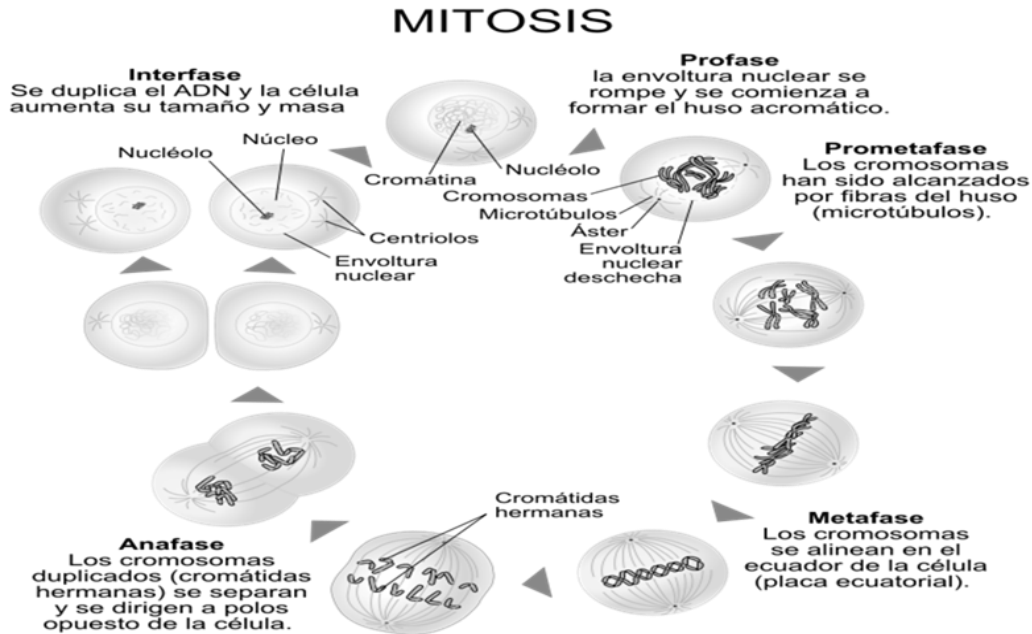 MITOSIS
Interfase
Se duplica el ADN y la célula
aumenta su tamaño y masa
Profase
la envoltura nuclear se
rompe y se comienza a
formar el huso acromático.
Núcleo
Nucléolo
Cromatina
Nucléolo
Centriolos
Envoltura
nuclear
Cromosomas
Microtúbulos
Áster
Envoltura
nuclear
deschecha
Prometafase
Los cromosomas
han sido alcanzados
por fibras del huso
(microtúbulos).
Metafase
Los cromosomas
se alinean en el
ecuador de la célula
(placa ecuatorial).
Cromátidas
hermanas
Anafase
Los cromosomas
duplicados (cromátidas
hermanas) se separan
y se dirigen a polos
opuesto de la célula.